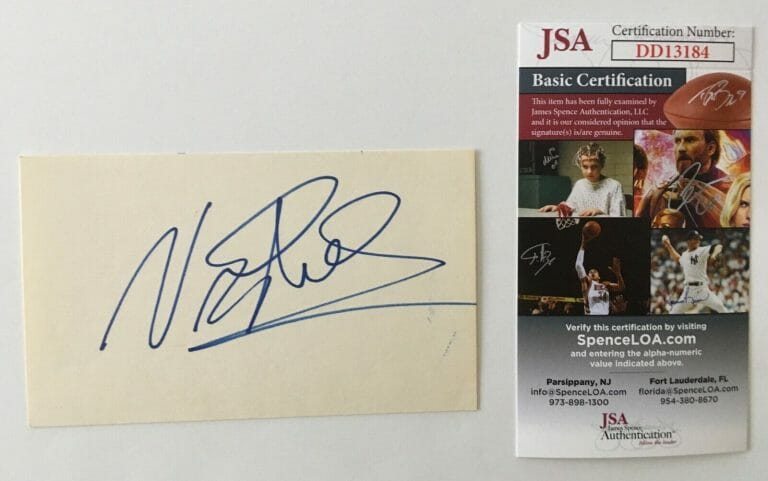 JSA
Certification Number:
DD13184
Basic Certification
This item has been fully examined by
James Spence Authentication, LLC
and it is our considered opinion that the
signature(s) is/are genuine.
Verify this certification by visiting
SpenceLOA.com
and entering the alpha-numeric
value indicated above.
Parsippany, NJ
info@SpenceLOA.com
973-898-1300
Fort Lauderdale, FL
florida@SpenceLOA.com
954-380-8670
JSA
James Spence
Authentication
follow the leader